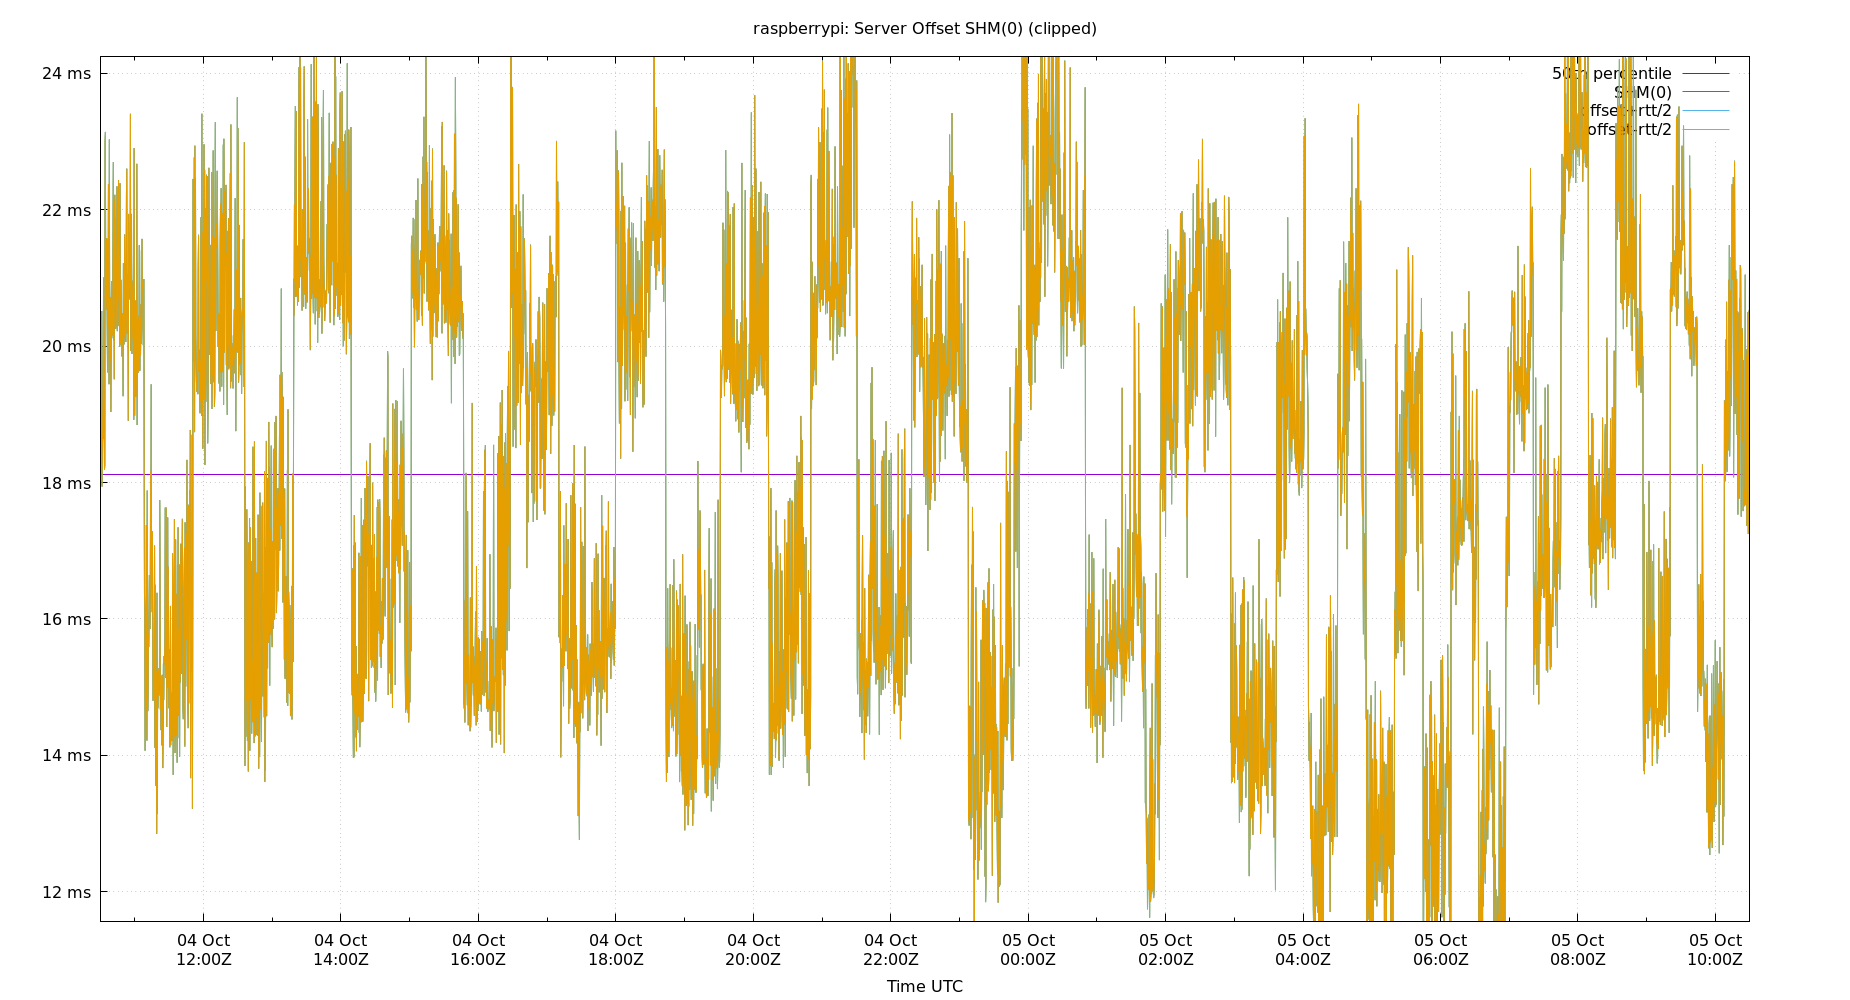 raspberrypi: Server Offset SHM(0) (clipped)
24 ms
22 ms
20 ms
18 ms
16 ms
14 ms
12 ms
50th percentile
SHM(0)
offset+rtt/2
offset-rtt/2
04 Oct 04 Oct 04 Oct 04 Oct 04 Oct 04 Oct 05 Oct 05 Oct 05 Oct 05 Oct 05 Oct 05 Oct
12:00Z 14:00Z 16:00Z 18:00Z 20:00Z 22:00Z 00:00Z 02:00Z 04:00Z 06:00Z 08:00Z 10:00Z
Time UTC